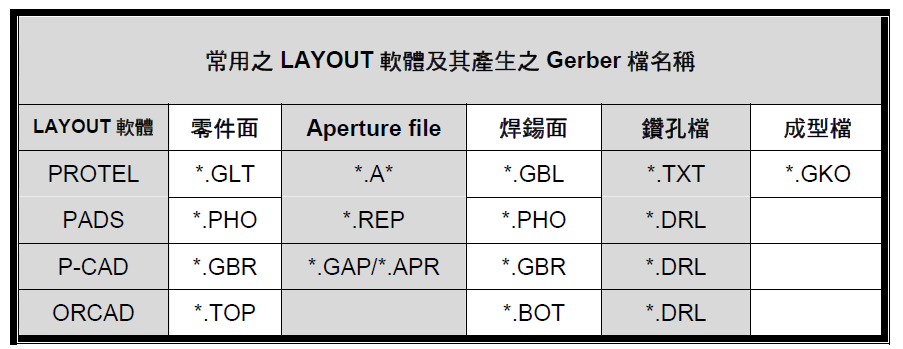 常用之 LAYOUT 軟體及其產生之 Gerber 檔名稱
LAYOUT 軟體 零件面 Aperture file 焊鍚面 鑽孔檔 成型檔
PROTEL *.GLT *.A* *.GBL *.TXT *.GKO
PADS *.PHO *.REP *.PHO *.DRL
P-CAD *.GBR *.GAP/*.APR *.GBR *.DRL
ORCAD *.TOP *.BOT *.DRL